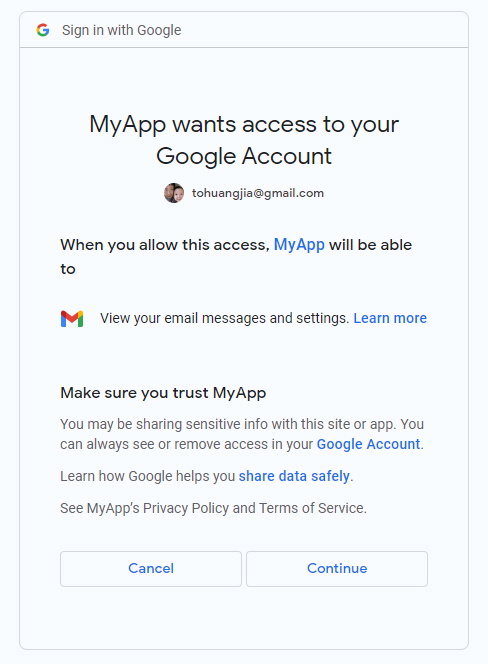 Sign in with Google
MyApp wants access to your
Google Account
tohuangjia@gmail.com
When you allow this access, MyApp will be able
to
View your email messages and settings. Learn more
Make sure you trust MyApp
You may be sharing sensitive info with this site or app. You
can always see or remove access in your Google Account.
Learn how Google helps you share data safely.
See MyApp's Privacy Policy and Terms of Service.
Cancel Continue